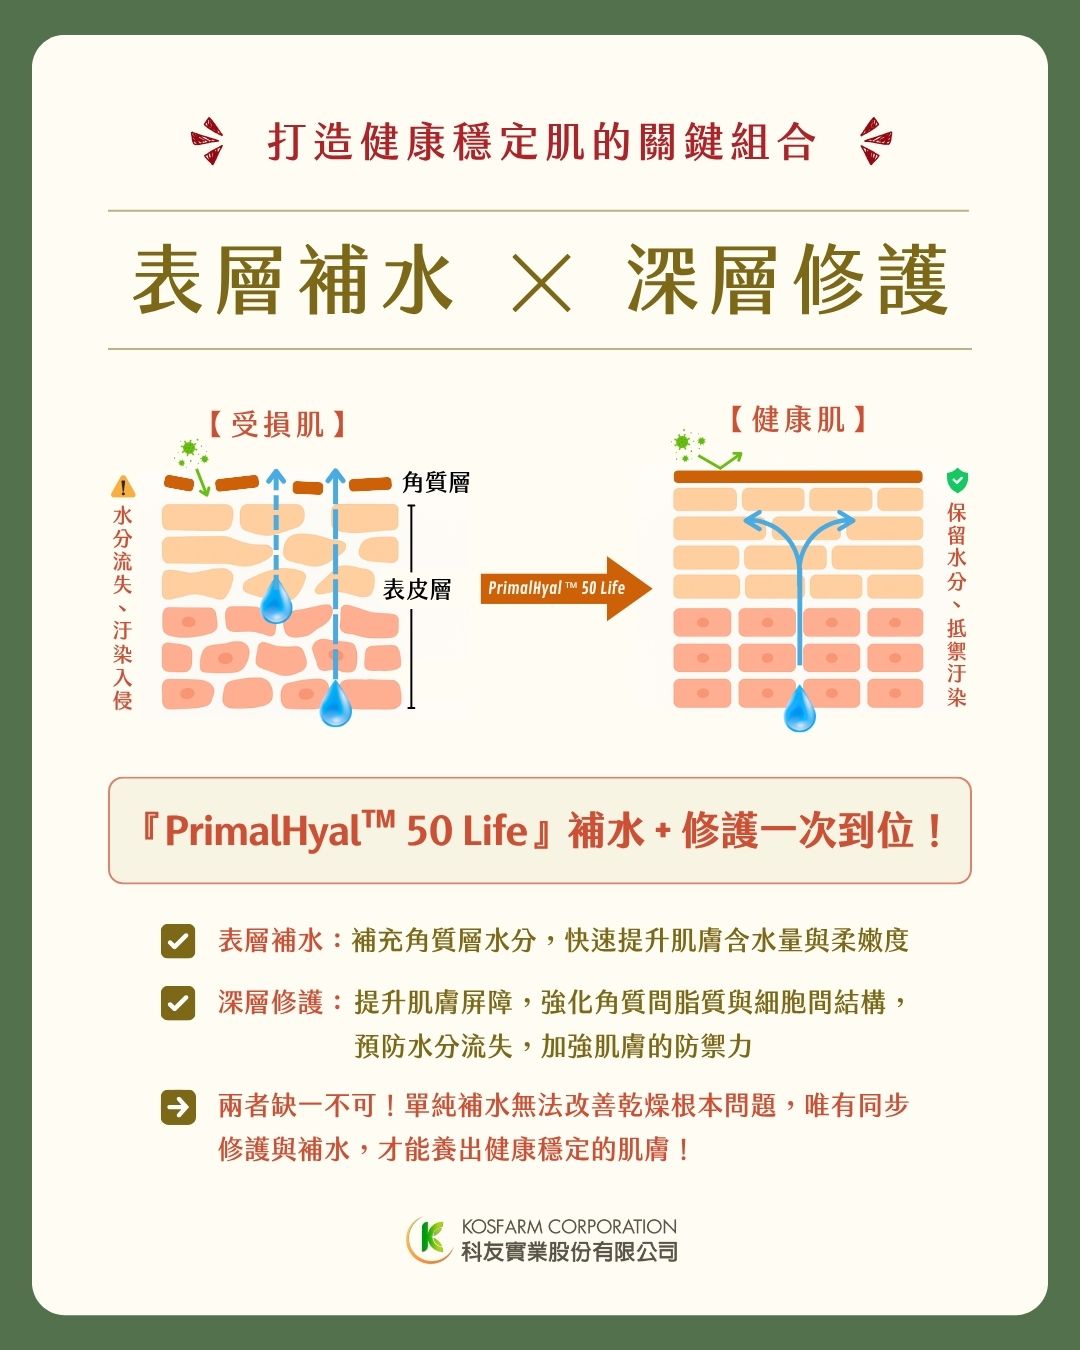 打造健康穩定肌的關鍵組合
表層補水 × 深層修護
【受損肌】
【健康肌】
水分流失、汙染入侵
角質層
表皮層
PrimalHyal™ 50 Life
保留水分、抵禦汙染
『PrimalHyal™ 50 Life』補水+修護一次到位！
表層補水：補充角質層水分，快速提升肌膚含水量與柔嫩度
深層修護：提升肌膚屏障，強化角質間脂質與細胞間結構，
預防水分流失，加強肌膚的防禦力
兩者缺一不可！單純補水無法改善乾燥根本問題，唯有同步
修護與補水，才能養出健康穩定的肌膚！
KOSFARM CORPORATION
科友實業股份有限公司